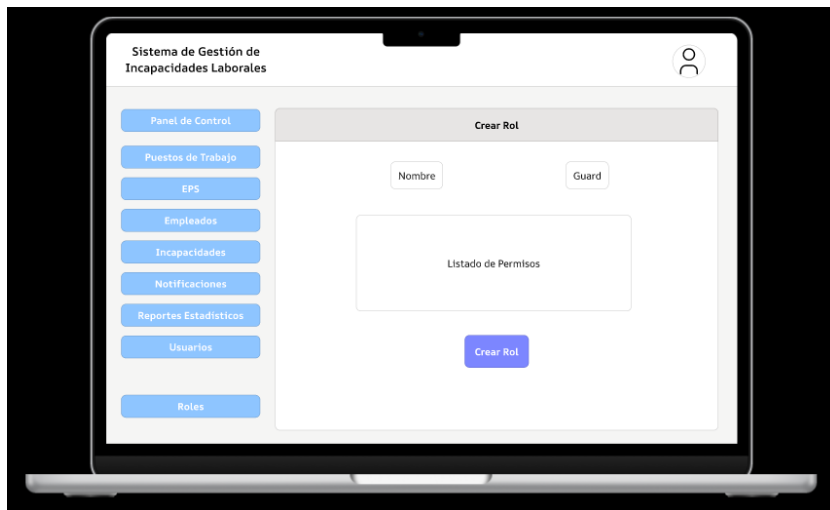 Sistema de Gestión de
Incapacidades Laborales
Panel de Control
Puestos de Trabajo
EPS
Empleados
Incapacidades
Notificaciones
Reportes Estadísticos
Usuarios
Roles
Crear Rol
Nombre
Guard
Listado de Permisos
Crear Rol